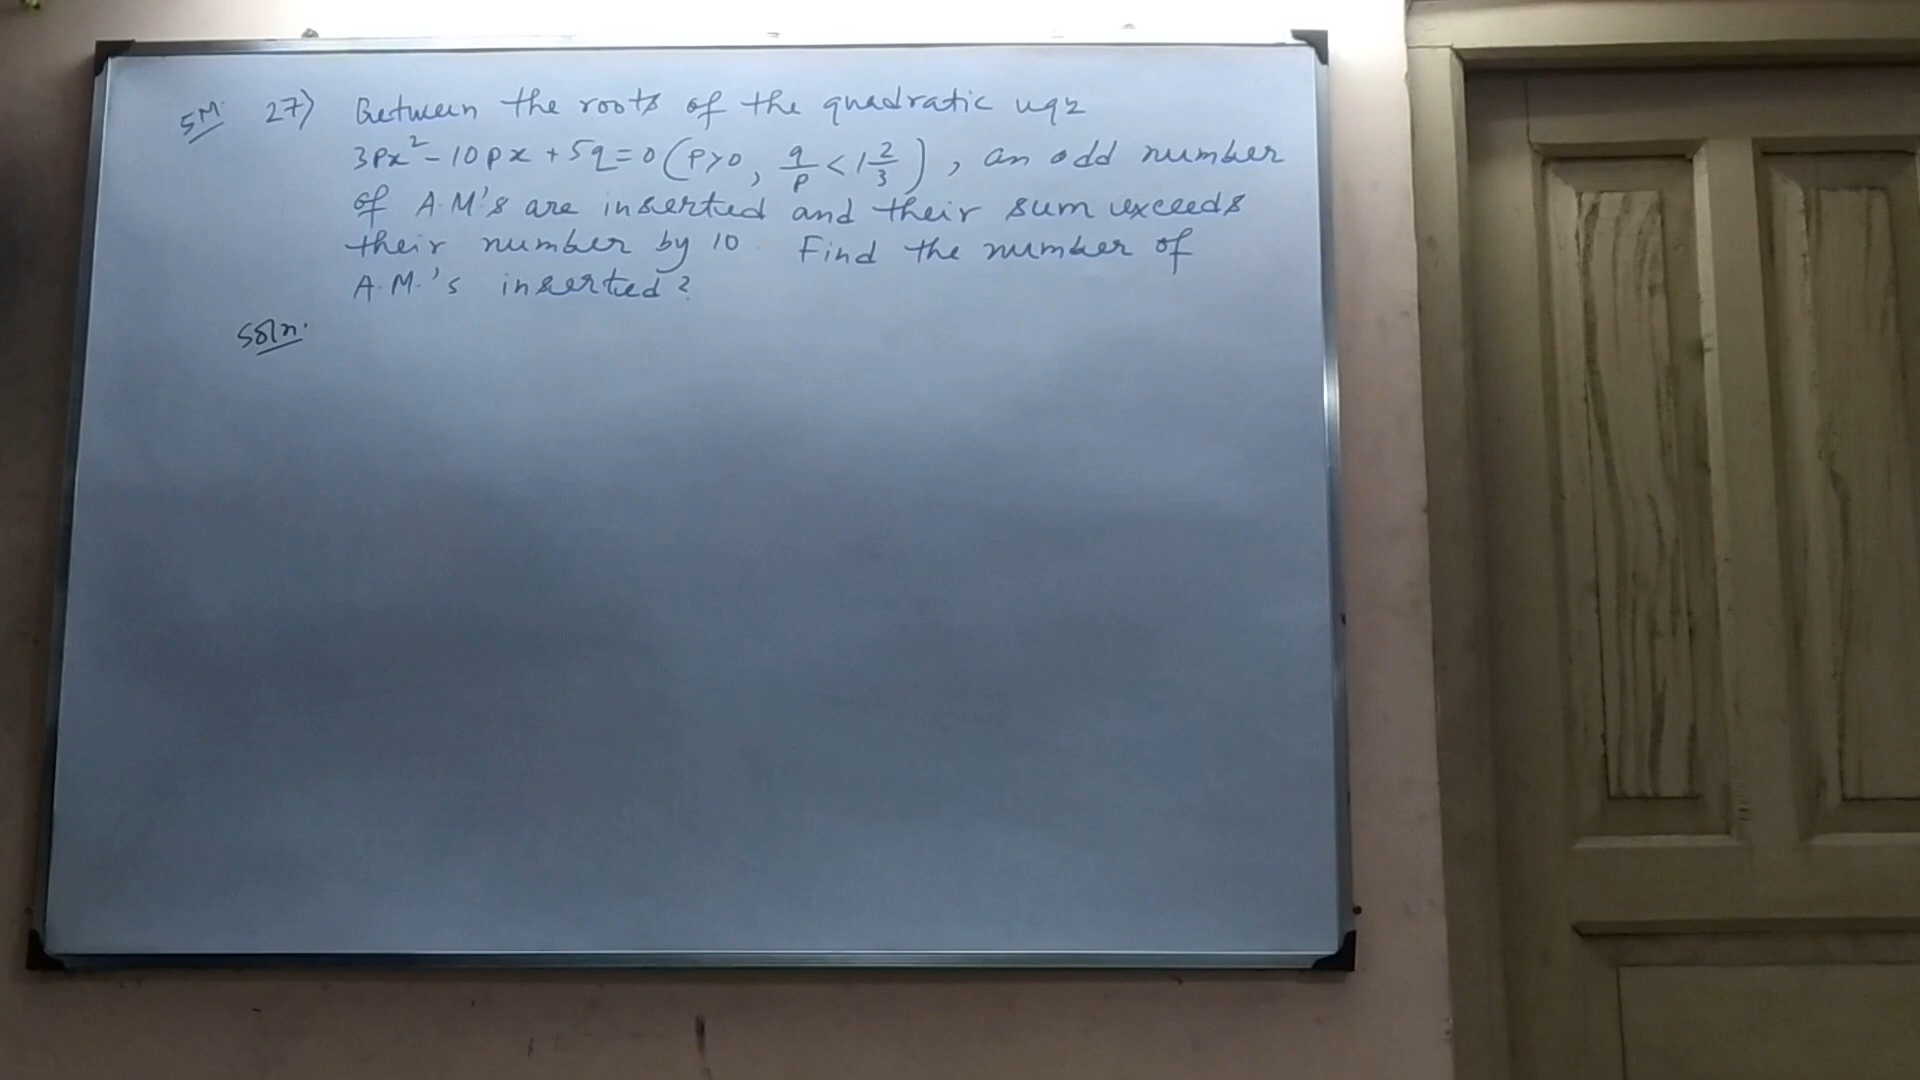 5M. 27) Between the roots of the quadratic eqn
3px² - 10px + 5q = 0 (p>0, q/p < 1 2/3), an odd number
of A.M.'s are inserted and their sum exceeds
their number by 10. Find the number of
A.M.'s inserted?
Soln.